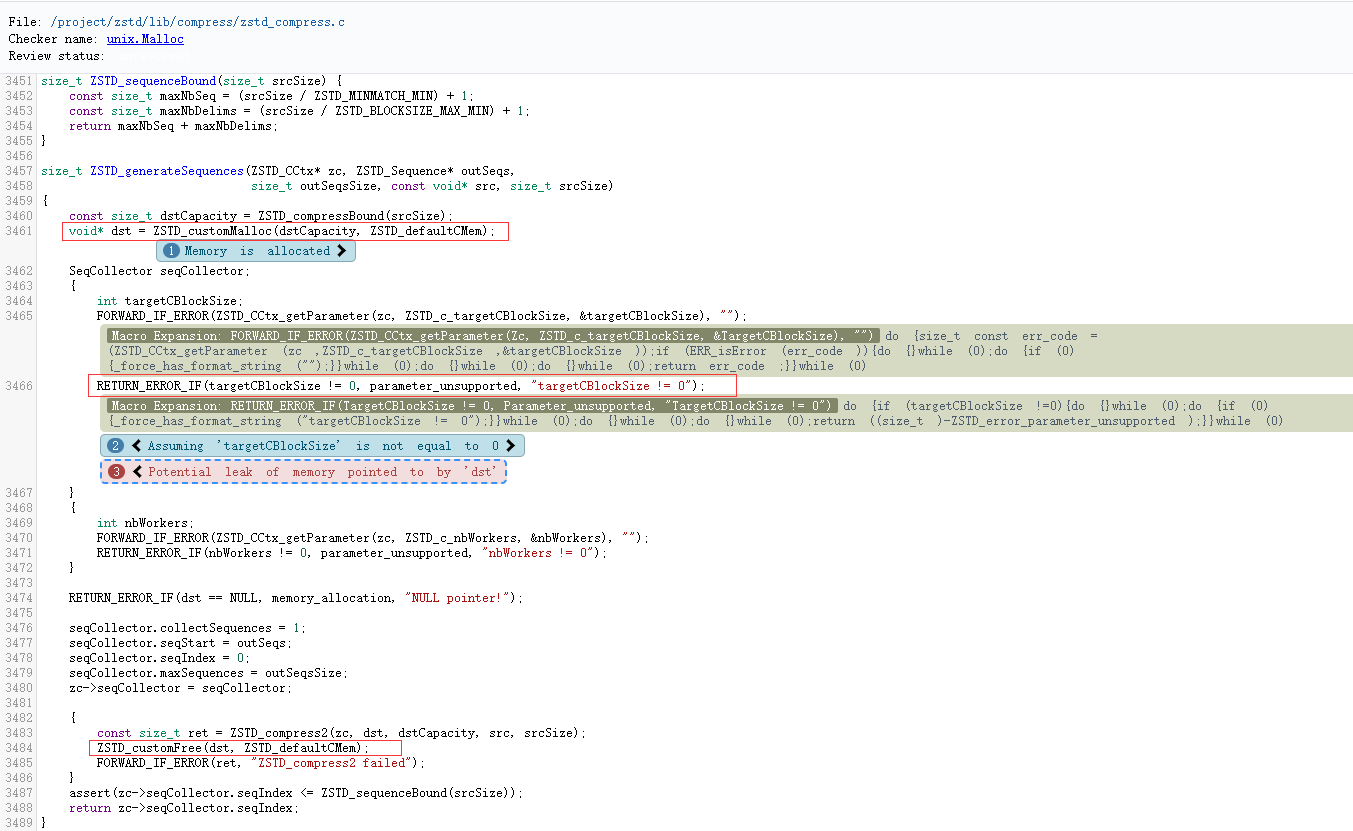 File: /project/zstd/lib/compress/zstd_compress.c
Checker name: unix.Malloc
Review status:
3451 size_t ZSTD_sequenceBound(size_t srcSize) {
3452 const size_t maxNbSeq = (srcSize / ZSTD_MINMATCH_MIN) + 1;
3453 const size_t maxNbDelims = (srcSize / ZSTD_BLOCKSIZE_MAX_MIN) + 1;
3454 return maxNbSeq + maxNbDelims;
3455 }
3456
3457 size_t ZSTD_generateSequences(ZSTD_CCtx* zc, ZSTD_Sequence* outSeqs,
3458 size_t outSeqsSize, const void* src, size_t srcSize)
3459 {
3460 const size_t dstCapacity = ZSTD_compressBound(srcSize);
3461 void* dst = ZSTD_customMalloc(dstCapacity, ZSTD_defaultCMem);
1 Memory is allocated
3462 SeqCollector seqCollector;
3463 {
3464 int targetCBlockSize;
3465 FORWARD_IF_ERROR(ZSTD_CCtx_getParameter(zc, ZSTD_c_targetCBlockSize, &targetCBlockSize), "");
Macro Expansion: FORWARD_IF_ERROR(ZSTD_CCtx_getParameter(Zc, ZSTD_c_targetCBlockSize, &TargetCBlockSize), "") do {size_t const err_code =
(ZSTD_CCtx_getParameter (zc ,ZSTD_c_targetCBlockSize ,&targetCBlockSize ));if (ERR_isError (err_code )){do {}while (0);do {if (0)
{_force_has_format_string ("");}}while (0);do {}while (0);do {}while (0);return err_code ;}}while (0)
3466 RETURN_ERROR_IF(targetCBlockSize != 0, parameter_unsupported, "targetCBlockSize != 0");
Macro Expansion: RETURN_ERROR_IF(TargetCBlockSize != 0, Parameter_unsupported, "TargetCBlockSize != 0") do {if (targetCBlockSize !=0){do {}while (0);do {if (0)
{_force_has_format_string ("targetCBlockSize != 0");}}while (0);do {}while (0);do {}while (0);return ((size_t )-ZSTD_error_parameter_unsupported );}}while (0)
2 Assuming 'targetCBlockSize' is not equal to 0
3 Potential leak of memory pointed to by 'dst'
3467 }
3468 {
3469 int nbWorkers;
3470 FORWARD_IF_ERROR(ZSTD_CCtx_getParameter(zc, ZSTD_c_nbWorkers, &nbWorkers), "");
3471 RETURN_ERROR_IF(nbWorkers != 0, parameter_unsupported, "nbWorkers != 0");
3472 }
3473
3474 RETURN_ERROR_IF(dst == NULL, memory_allocation, "NULL pointer!");
3475
3476 seqCollector.collectSequences = 1;
3477 seqCollector.seqStart = outSeqs;
3478 seqCollector.seqIndex = 0;
3479 seqCollector.maxSequences = outSeqsSize;
3480 zc->seqCollector = seqCollector;
3481
3482 {
3483 const size_t ret = ZSTD_compress2(zc, dst, dstCapacity, src, srcSize);
3484 ZSTD_customFree(dst, ZSTD_defaultCMem);
3485 FORWARD_IF_ERROR(ret, "ZSTD_compress2 failed");
3486 }
3487 assert(zc->seqCollector.seqIndex <= ZSTD_sequenceBound(srcSize));
3488 return zc->seqCollector.seqIndex;
3489 }